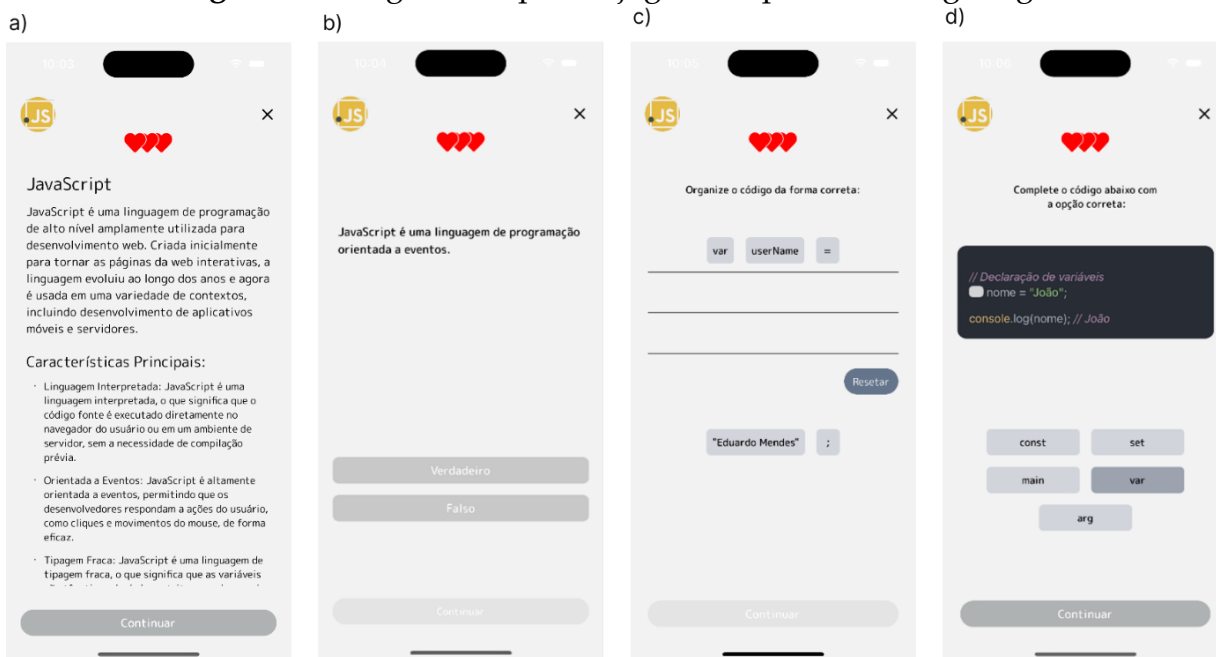 a)
b)
c)
d)
10:03
JS
JavaScript
JavaScript é uma linguagem de programação
de alto nível amplamente utilizada para
desenvolvimento web. Criada inicialmente
para tornar as páginas da web interativas, a
linguagem evoluiu ao longo dos anos e agora
é usada em uma variedade de contextos,
incluindo desenvolvimento de aplicativos
móveis e servidores.
Características Principais:
· Linguagem Interpretada: JavaScript é uma
linguagem interpretada, o que significa que o
código fonte é executado diretamente no
navegador do usuário ou em um ambiente de
servidor, sem a necessidade de compilação
prévia.
· Orientada a Eventos: JavaScript é altamente
orientada a eventos, permitindo que os
desenvolvedores respondam a ações do usuário,
como cliques e movimentos do mouse, de forma
eficaz.
· Tipagem Fraca: JavaScript é uma linguagem de
tipagem fraca, o que significa que as variáveis
Continuar
10:04
JS
JavaScript é uma linguagem de programação
orientada a eventos.
Verdadeiro
Falso
Continuar
10:05
JS
Organize o código da forma correta:
var userName =
Resetar
"Eduardo Mendes" ;
Continuar
10:06
JS
Complete o código abaixo com
a opção correta:
// Declaração de variáveis
nome = "João";
console.log(nome); // João
const set
main var
arg
Continuar